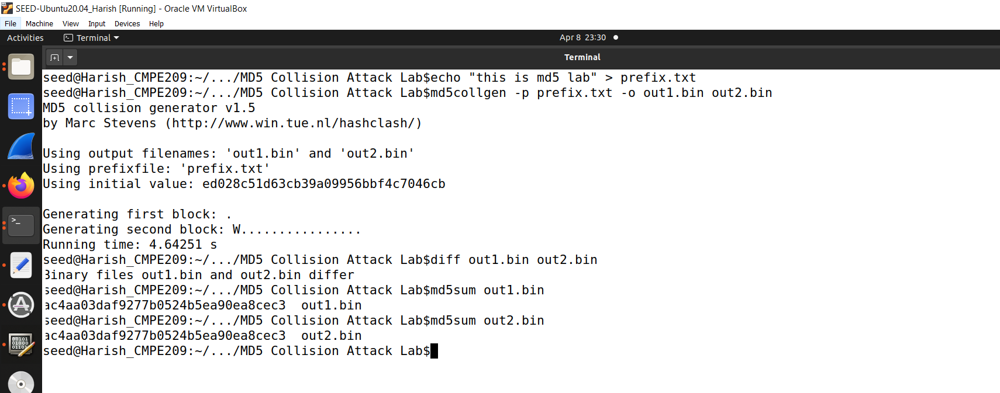 SEED-Ubuntu20.04_Harish [Running] - Oracle VM VirtualBox
File Machine View Input Devices Help
Activities Terminal Apr 8 23:30
Terminal
seed@Harish_CMPE209:~/.../MD5 Collision Attack Lab$echo "this is md5 lab" > prefix.txt
seed@Harish_CMPE209:~/.../MD5 Collision Attack Lab$md5collgen -p prefix.txt -o out1.bin out2.bin
MD5 collision generator v1.5
by Marc Stevens (http://www.win.tue.nl/hashclash/)
Using output filenames: 'out1.bin' and 'out2.bin'
Using prefixfile: 'prefix.txt'
Using initial value: ed028c51d63cb39a09956bbf4c7046cb
Generating first block: .
Generating second block: W................
Running time: 4.64251 s
seed@Harish_CMPE209:~/.../MD5 Collision Attack Lab$diff out1.bin out2.bin
Binary files out1.bin and out2.bin differ
seed@Harish_CMPE209:~/.../MD5 Collision Attack Lab$md5sum out1.bin
ac4aa03daf9277b0524b5ea90ea8cec3  out1.bin
seed@Harish_CMPE209:~/.../MD5 Collision Attack Lab$md5sum out2.bin
ac4aa03daf9277b0524b5ea90ea8cec3  out2.bin
seed@Harish_CMPE209:~/.../MD5 Collision Attack Lab$